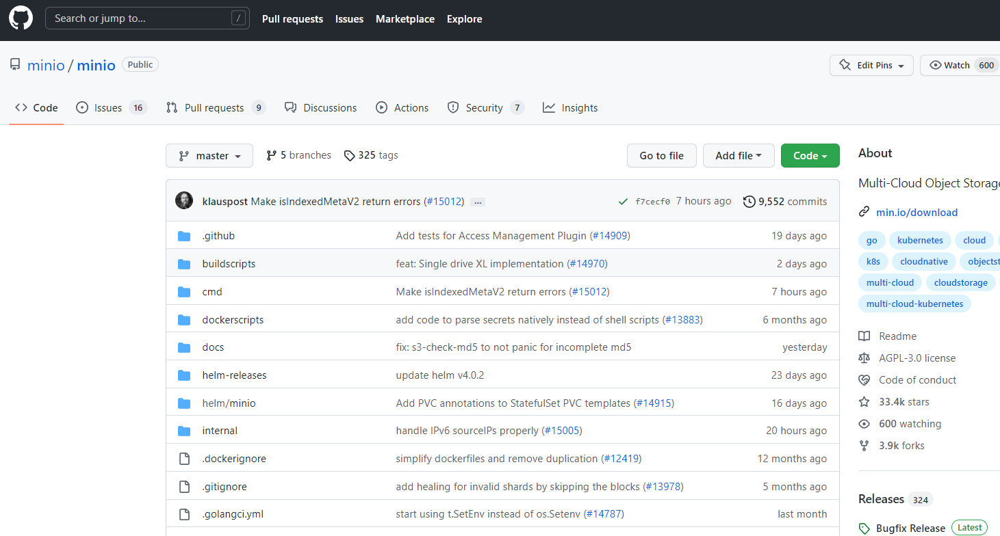 Search or jump to... /
Pull requests Issues Marketplace Explore
minio / minio Public
Edit Pins Watch 600
Code Issues 16 Pull requests 9 Discussions Actions Security 7 Insights
master 5 branches 325 tags Go to file Add file Code
klauspost Make isIndexedMetaV2 return errors (#15012) ... f7cecf0 7 hours ago 9,552 commits
.github Add tests for Access Management Plugin (#14909) 19 days ago
buildscripts feat: Single drive XL implementation (#14970) 2 days ago
cmd Make isIndexedMetaV2 return errors (#15012) 7 hours ago
dockerscripts add code to parse secrets natively instead of shell scripts (#13883) 6 months ago
docs fix: s3-check-md5 to not panic for incomplete md5 yesterday
helm-releases update helm v4.0.2 23 days ago
helm/minio Add PVC annotations to StatefulSet PVC templates (#14915) 16 days ago
internal handle IPv6 sourceIPs properly (#15005) 20 hours ago
.dockerignore simplify dockerfiles and remove duplication (#12419) 12 months ago
.gitignore add healing for invalid shards by skipping the blocks (#13978) 5 months ago
.golangci.yml start using t.SetEnv instead of os.Setenv (#14787) last month
About
Multi-Cloud Object Storage
min.io/download
go kubernetes cloud
k8s cloudnative objectst
multi-cloud cloudstorage
multi-cloud-kubernetes
Readme
AGPL-3.0 license
Code of conduct
33.4k stars
600 watching
3.9k forks
Releases 324
Bugfix Release Latest